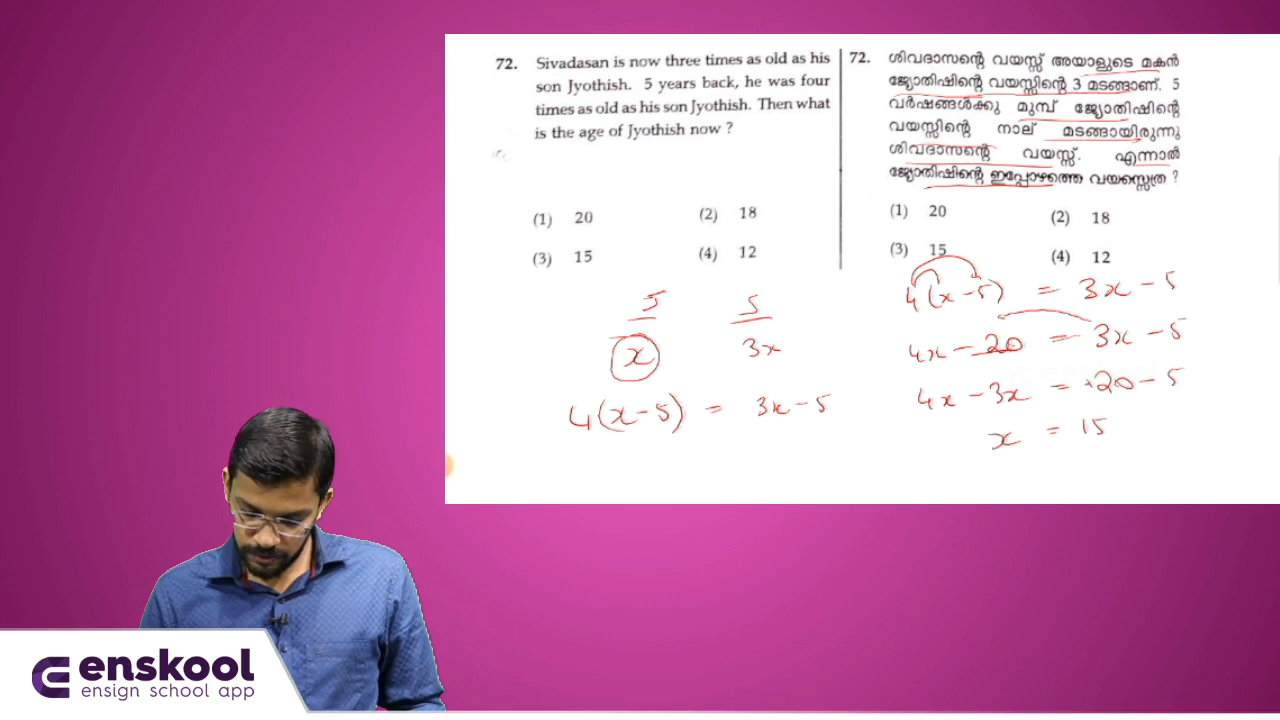 72. Sivadasan is now three times as old as his
son Jyothish. 5 years back, he was four
times as old as his son Jyothish. Then what
is the age of Jyothish now ?
(1) 20 (2) 18
(3) 15 (4) 12
72. ശിവദാസന്റെ വയസ്സ് അയാളുടെ മകൻ
ജ്യോതിഷിന്റെ വയസ്സിന്റെ 3 മടങ്ങാണ്. 5
വർഷങ്ങൾക്കു മുമ്പ് ജ്യോതിഷിന്റെ
വയസ്സിന്റെ നാല് മടങ്ങായിരുന്നു
ശിവദാസന്റെ വയസ്സ്. എന്നാൽ
ജ്യോതിഷിന്റെ ഇപ്പോഴത്തെ വയസ്സെത്ര ?
(1) 20 (2) 18
(3) 15 (4) 12
5 5
x 3x
4(x-5) = 3x-5
4(x-5) = 3x-5
4x-20 = 3x-5
4x-3x = +20-5
x = 15
enskool
ensign school app